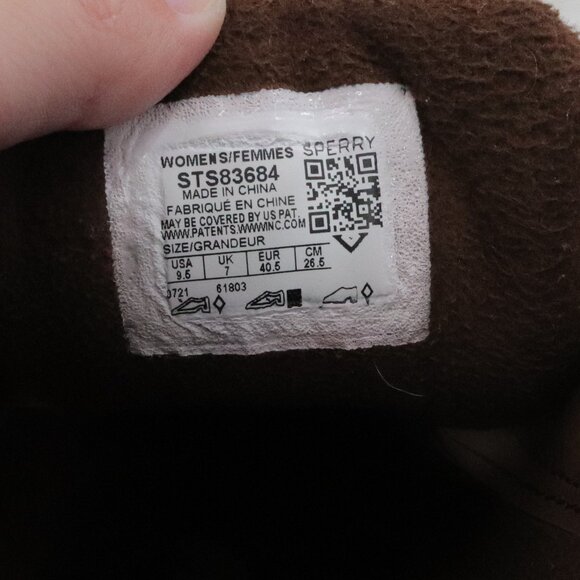 WOMENS/FEMMES SPERRY
STS83684
MADE IN CHINA
FABRIQUÉ EN CHINE
MAY BE COVERED BY US PAT.
WWW.PATENTS.WWWINC.COM
SIZE/GRANDEUR
USA UK EUR CM
9.5 7 40.5 26.5
0721 61803